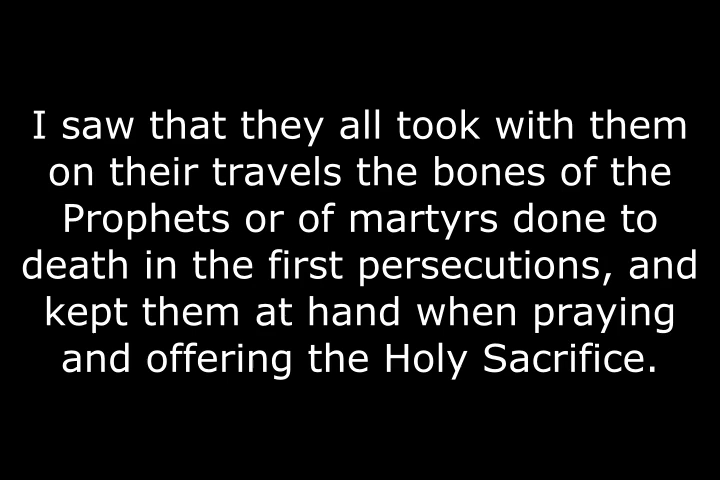 I saw that they all took with them
on their travels the bones of the
Prophets or of martyrs done to
death in the first persecutions, and
kept them at hand when praying
and offering the Holy Sacrifice.